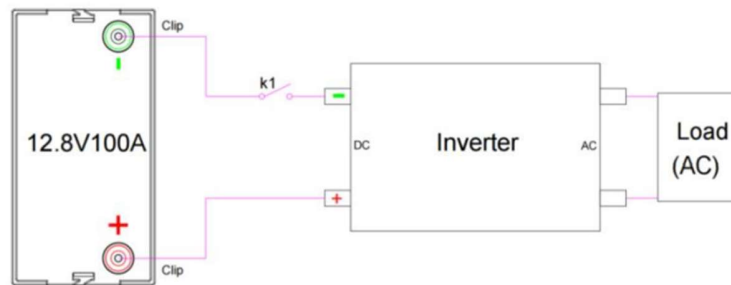 Clip
-
k1
-
12.8V100A
DC
Inverter
AC
Load
(AC)
+
+
Clip